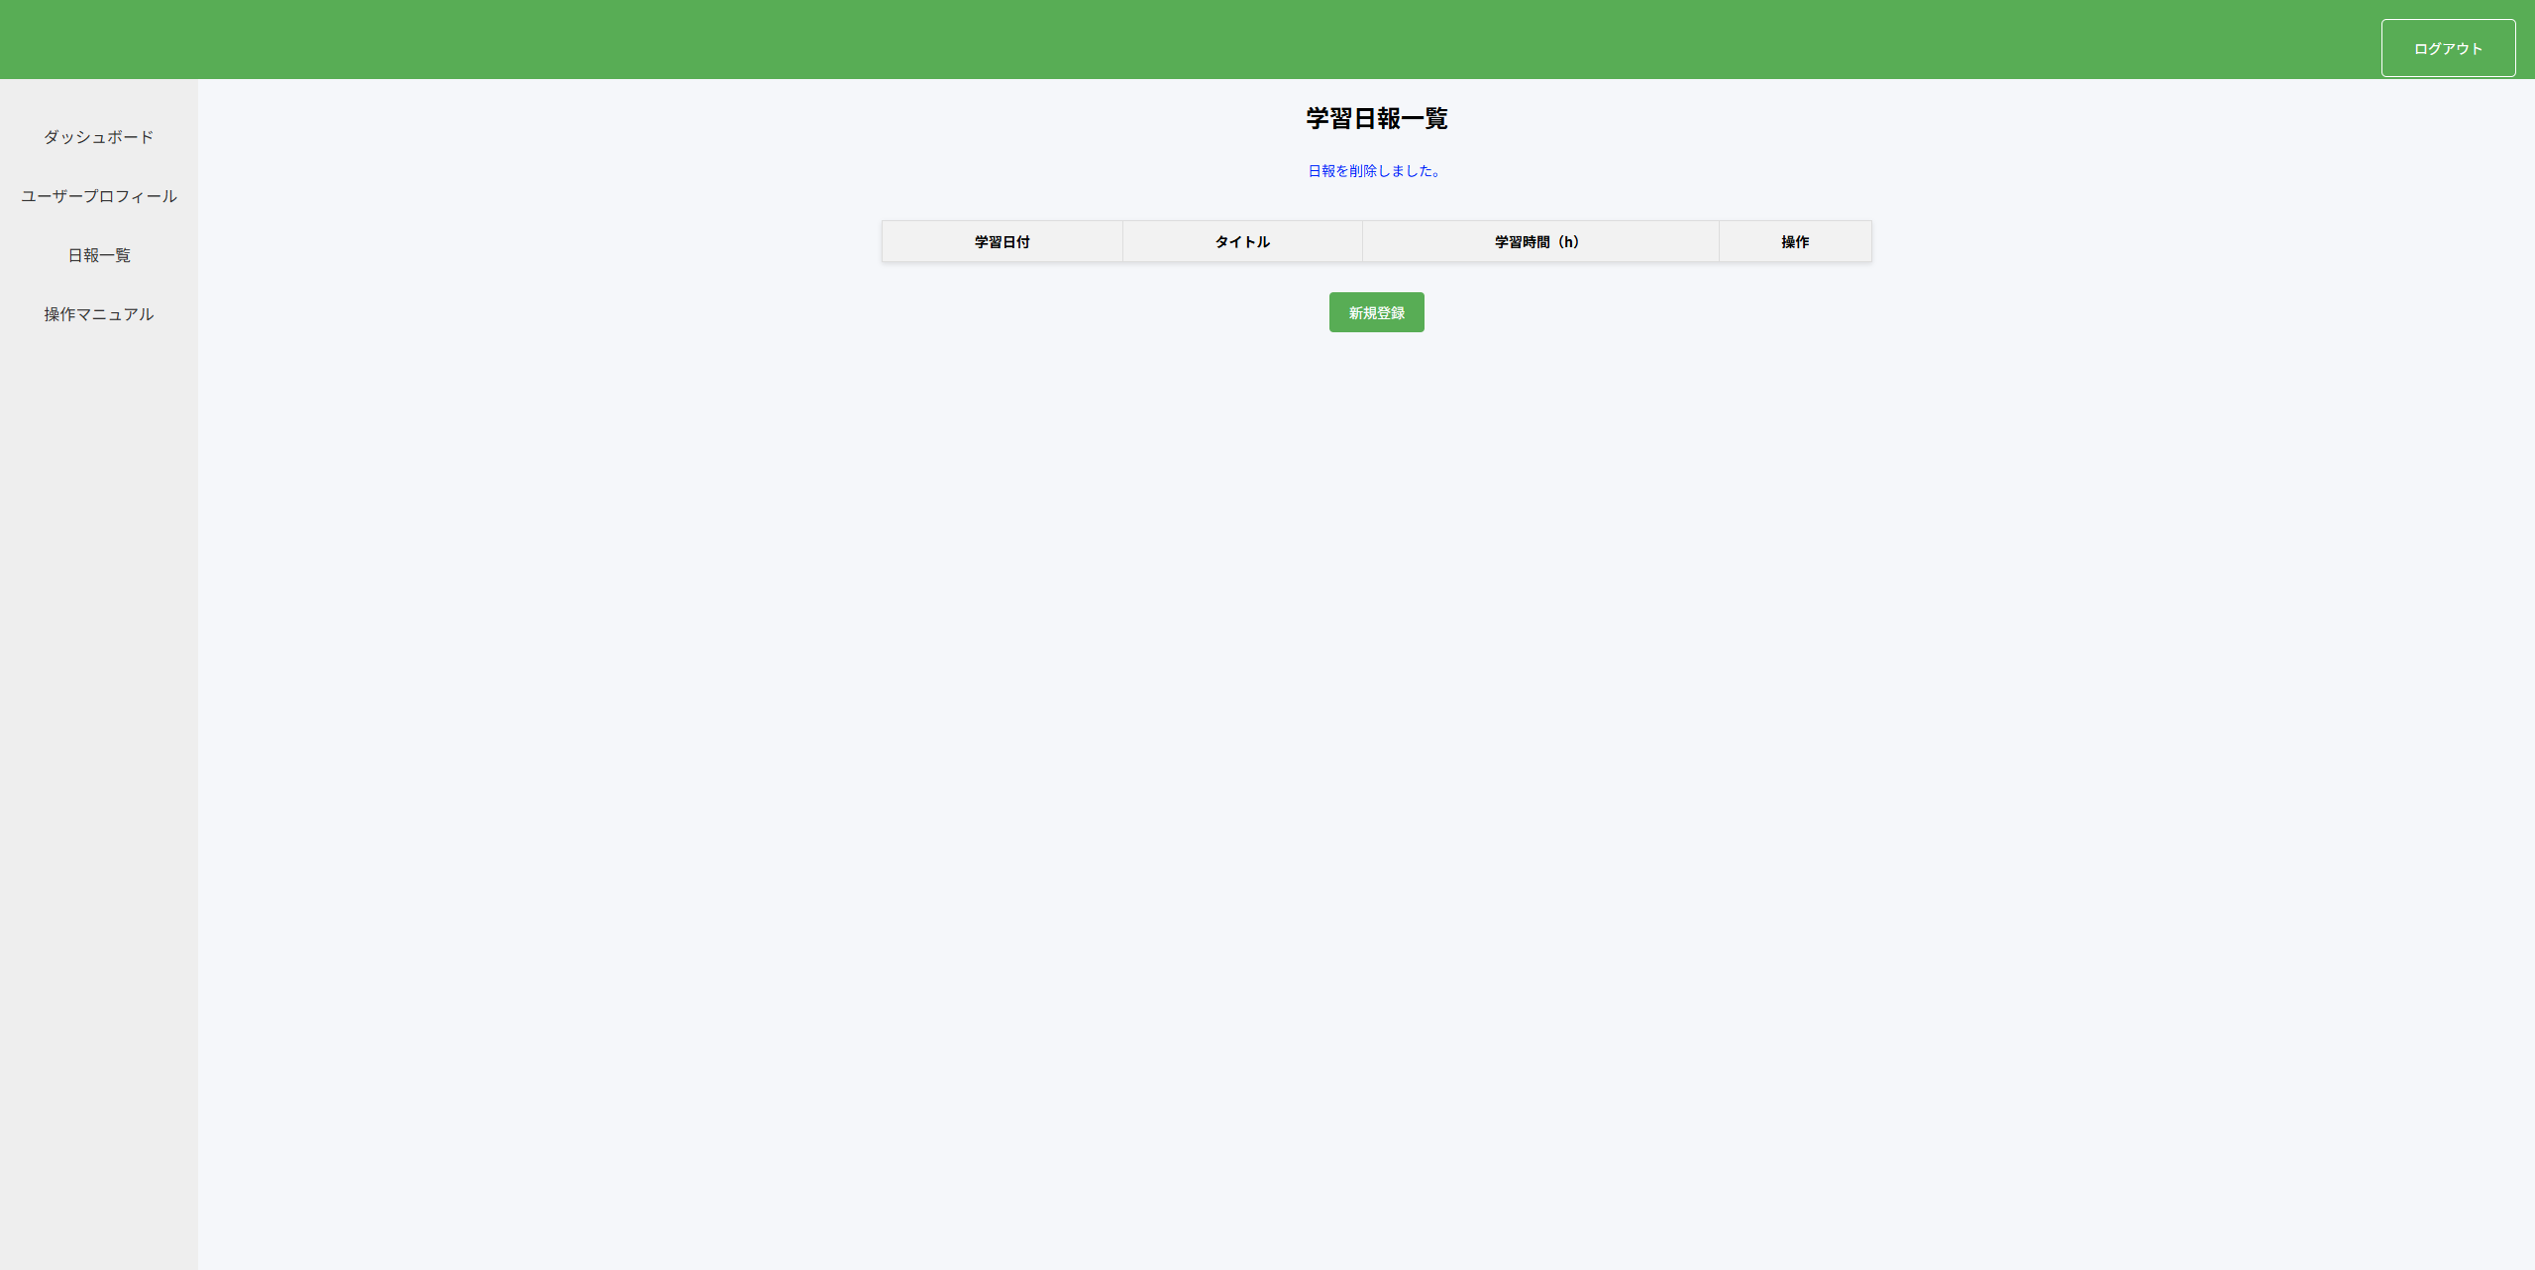 ログアウト
ダッシュボード
ユーザープロフィール
日報一覧
操作マニュアル
学習日報一覧
日報を削除しました。
学習日付 タイトル 学習時間（h） 操作
新規登録